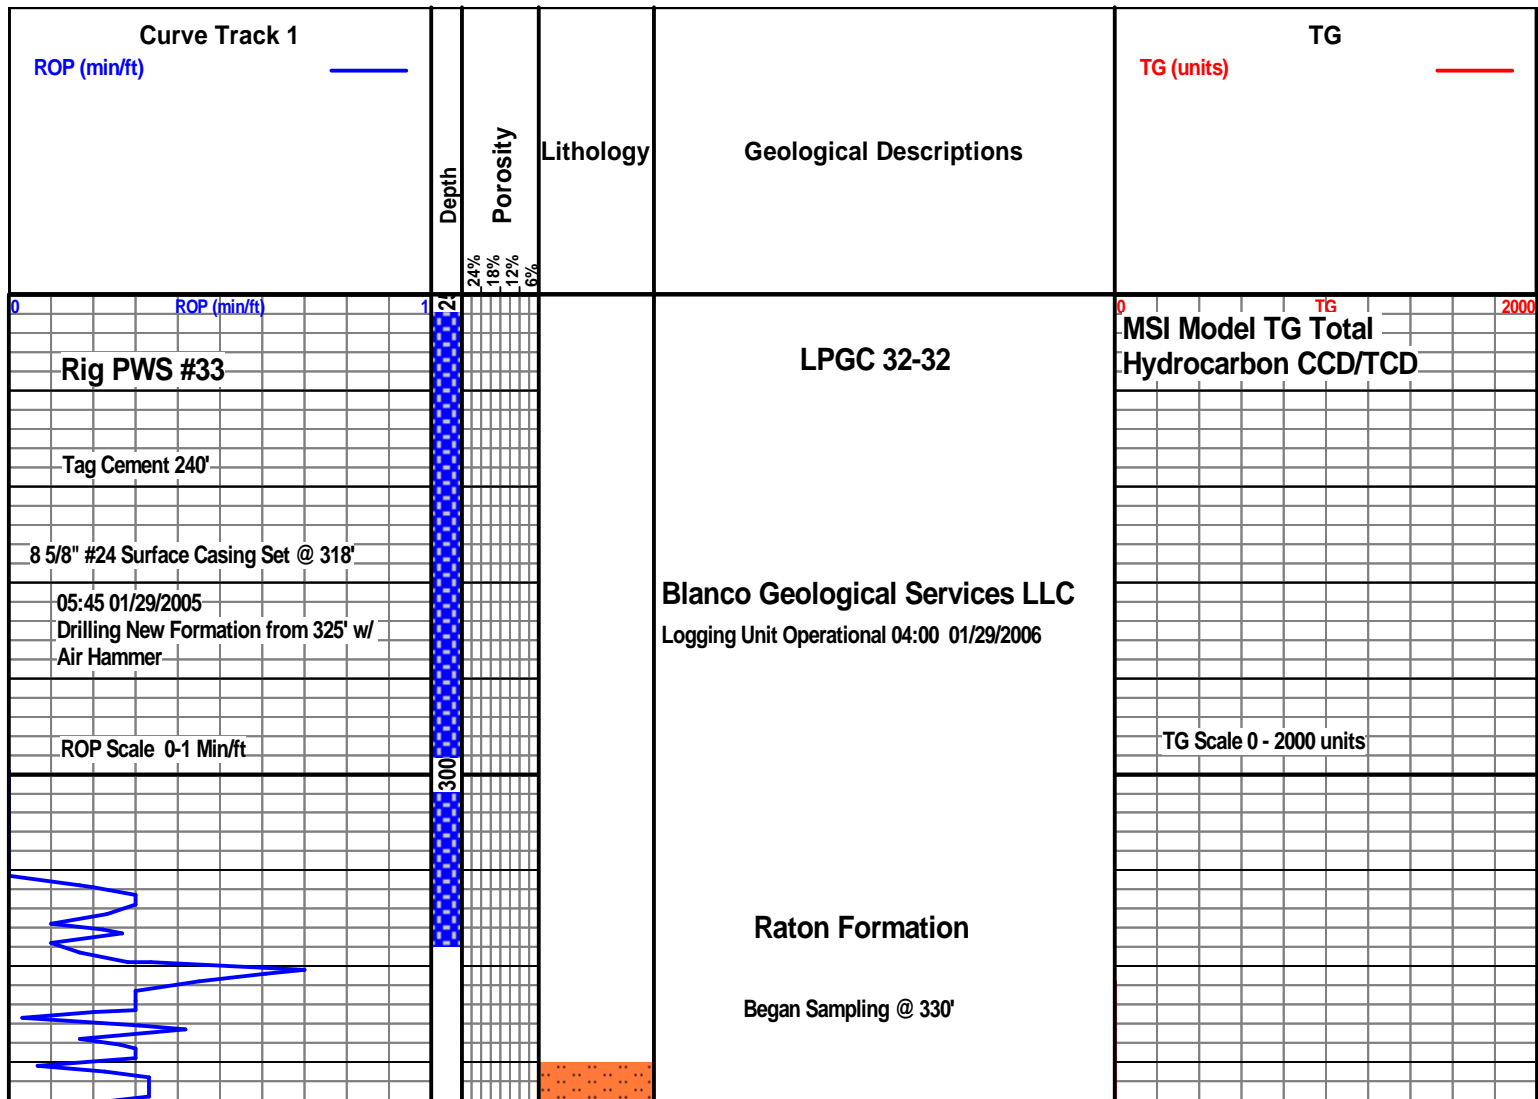 Curve Track 1
ROP (min/ft)
Depth
Porosity
24%
18%
12%
6%
Lithology
Geological Descriptions
TG
TG (units)
0 ROP (min/ft) 1
0 TG 2000
Rig PWS #33
Tag Cement 240'
8 5/8" #24 Surface Casing Set @ 318'
05:45 01/29/2005
Drilling New Formation from 325' w/
Air Hammer
ROP Scale 0-1 Min/ft
300
LPGC 32-32
Blanco Geological Services LLC
Logging Unit Operational 04:00 01/29/2006
Raton Formation
Began Sampling @ 330'
MSI Model TG Total
Hydrocarbon CCD/TCD
TG Scale 0 - 2000 units